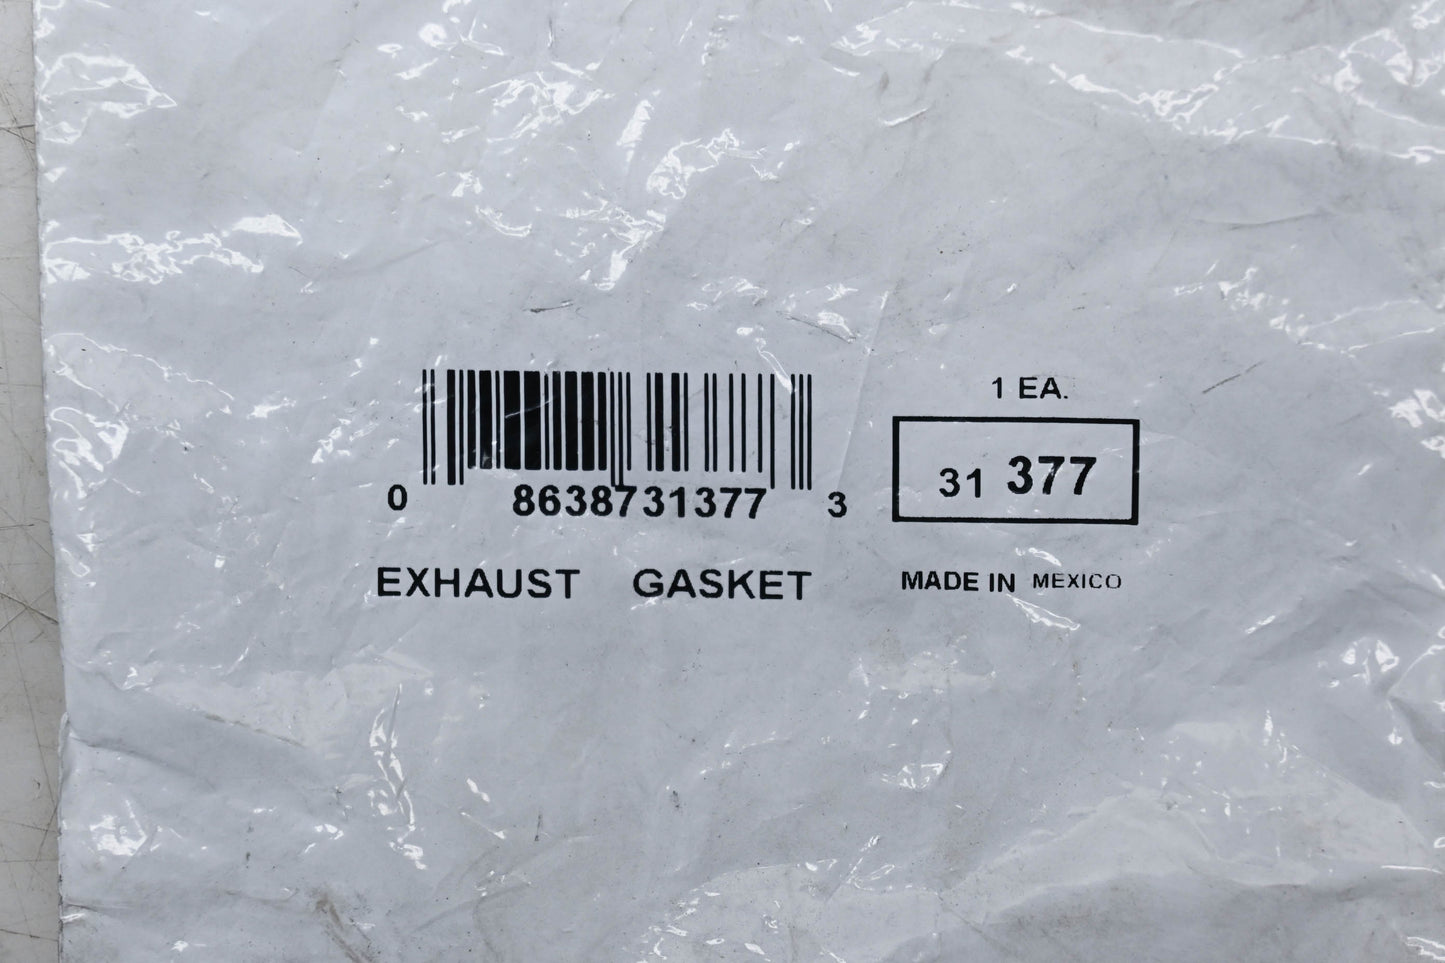 1 EA.
31 377
0 8638731377 3
EXHAUST GASKET
MADE IN MEXICO